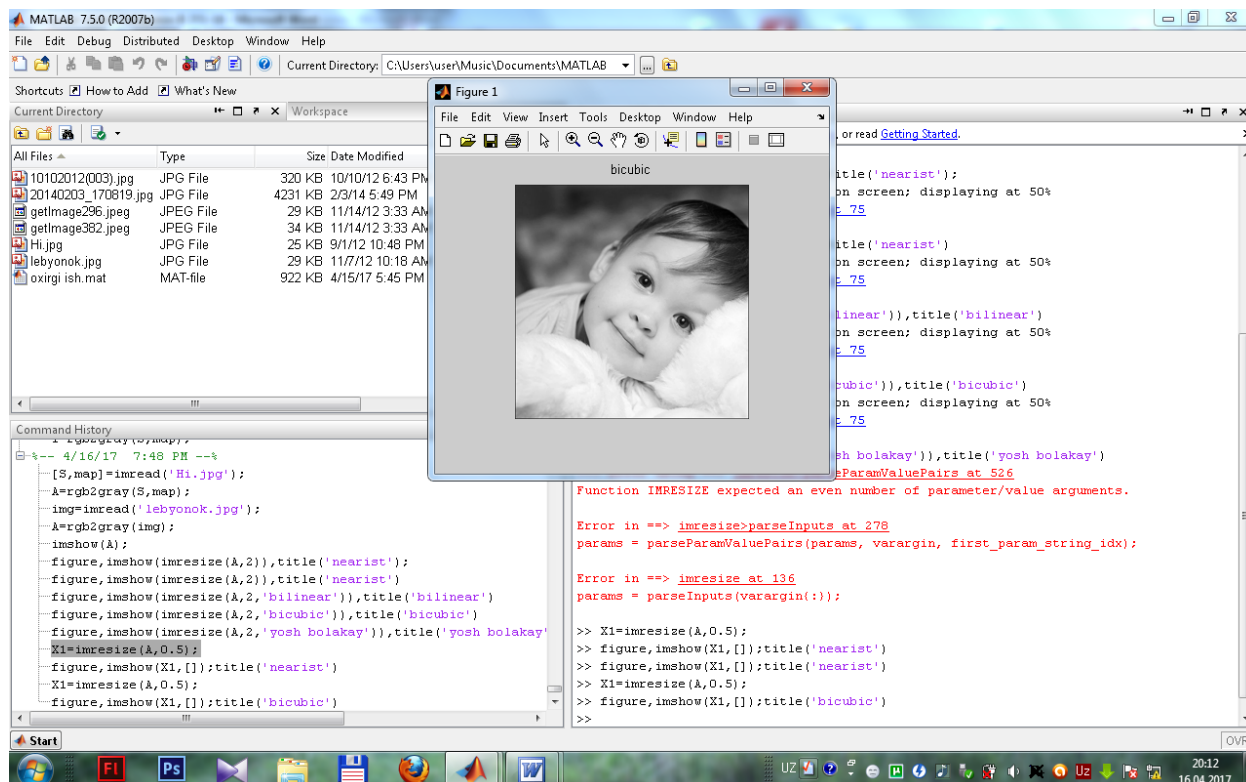 MATLAB 7.5.0 (R2007b)
File Edit Debug Distributed Desktop Window Help
Current Directory: C:\Users\user\Music\Documents\MATLAB
Shortcuts How to Add What's New
Current Directory Workspace
All Files Type Size Date Modified
10102012(003).jpg JPG File 320 KB 10/10/12 6:43 PM
20140203_170819.jpg JPG File 4231 KB 2/3/14 5:49 PM
getImage296.jpeg JPEG File 29 KB 11/14/12 3:33 AM
getImage382.jpeg JPEG File 34 KB 11/14/12 3:33 AM
Hi.jpg JPG File 25 KB 9/1/12 10:48 PM
lebyonok.jpg JPG File 29 KB 11/7/12 10:18 AM
oxirgi ish.mat MAT-file 922 KB 4/15/17 5:45 PM
Command History
%-- 4/16/17 7:48 PM --%
[S,map]=imread('Hi.jpg');
A=rgb2gray(S,map);
img=imread('lebyonok.jpg');
A=rgb2gray(img);
imshow(A);
figure,imshow(imresize(A,2)),title('nearist');
figure,imshow(imresize(A,2)),title('nearist')
figure,imshow(imresize(A,2,'bilinear')),title('bilinear')
figure,imshow(imresize(A,2,'bicubic')),title('bicubic')
figure,imshow(imresize(A,2,'yosh bolakay')),title('yosh bolakay'
X1=imresize(A,0.5);
figure,imshow(X1,[]);title('nearist')
X1=imresize(A,0.5);
figure,imshow(X1,[]);title('bicubic')
Figure 1
File Edit View Insert Tools Desktop Window Help
bicubic
, or read Getting Started.
itle('nearist');
on screen; displaying at 50%
t 75
itle('nearist')
on screen; displaying at 50%
t 75
linear')),title('bilinear')
on screen; displaying at 50%
t 75
cubic')),title('bicubic')
on screen; displaying at 50%
t 75
sh bolakay')),title('yosh bolakay')
eParamValuePairs at 526
Function IMRESIZE expected an even number of parameter/value arguments.
Error in ==> imresize>parseInputs at 278
params = parseParamValuePairs(params, varargin, first_param_string_idx);
Error in ==> imresize at 136
params = parseInputs(varargin{:});
>> X1=imresize(A,0.5);
>> figure,imshow(X1,[]);title('nearist')
>> figure,imshow(X1,[]);title('nearist')
>> X1=imresize(A,0.5);
>> figure,imshow(X1,[]);title('bicubic')
>>
Start
OVR
Fl Ps W
UZ
Uz
20:12
16.04.2017